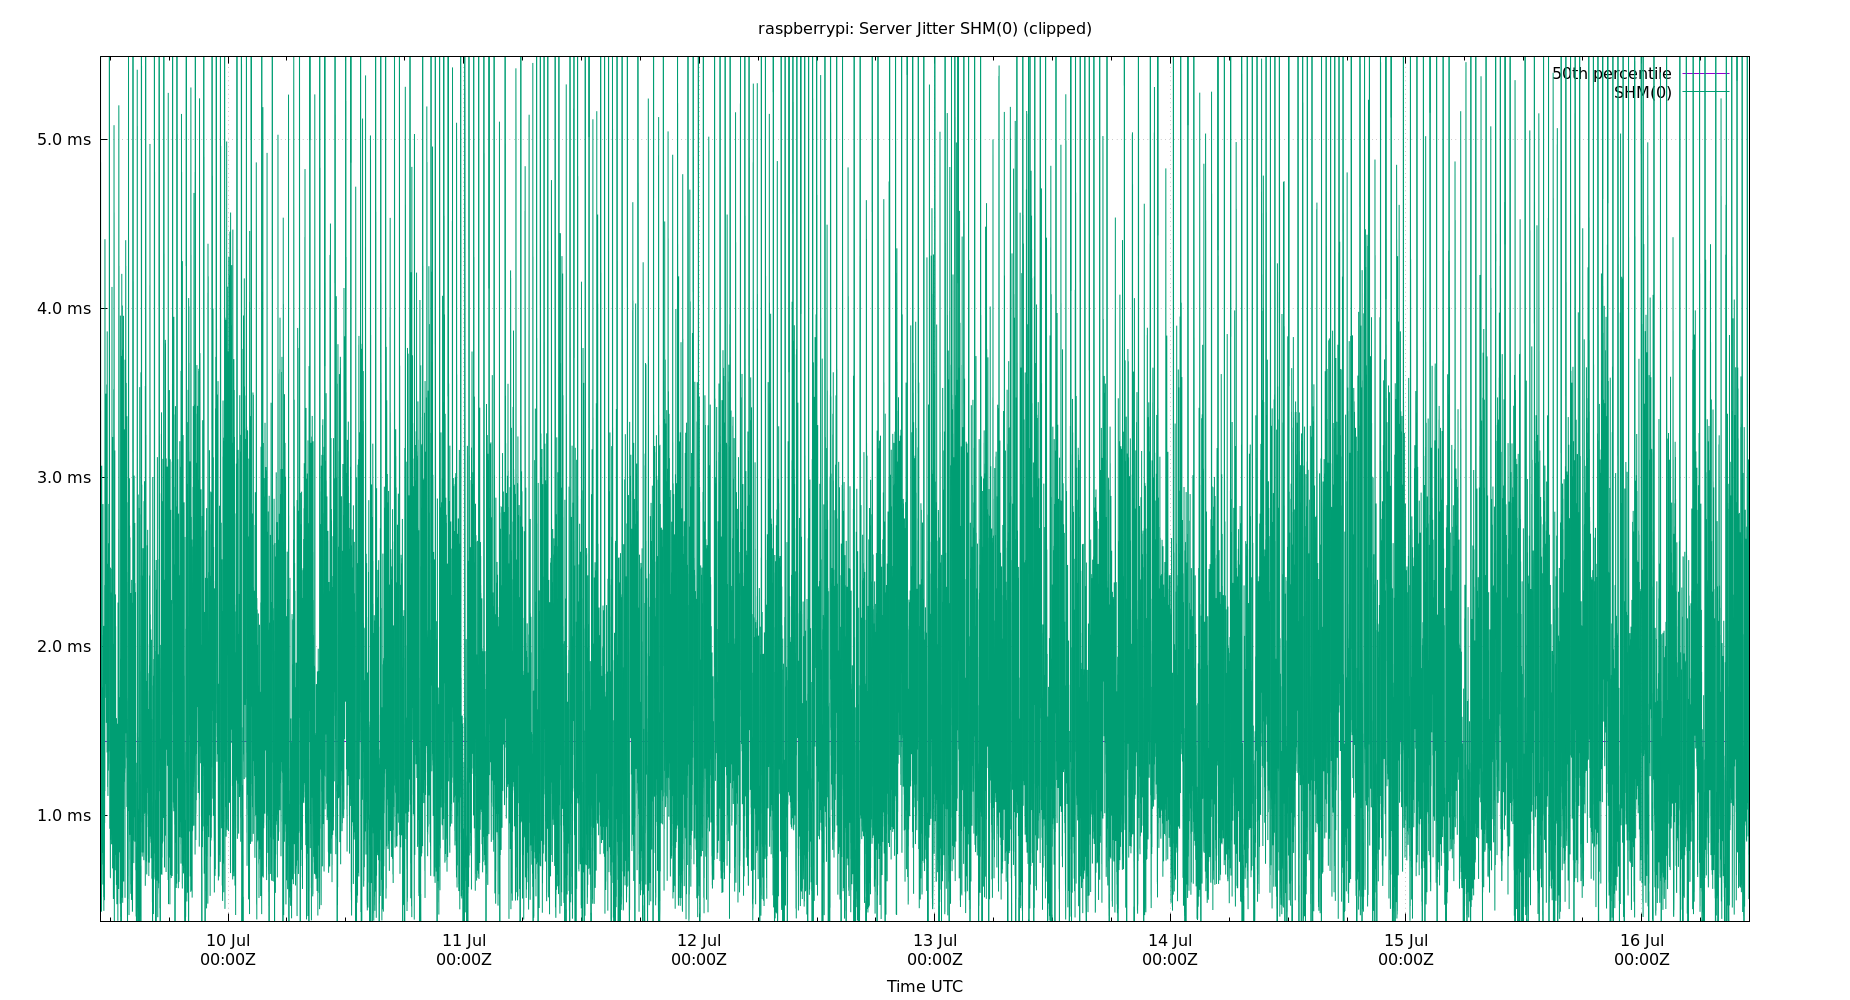 raspberrypi: Server Jitter SHM(0) (clipped)
50th percentile
SHM(0)
5.0 ms
4.0 ms
3.0 ms
2.0 ms
1.0 ms
10 Jul 11 Jul 12 Jul 13 Jul 14 Jul 15 Jul 16 Jul
00:00Z 00:00Z 00:00Z 00:00Z 00:00Z 00:00Z 00:00Z
Time UTC